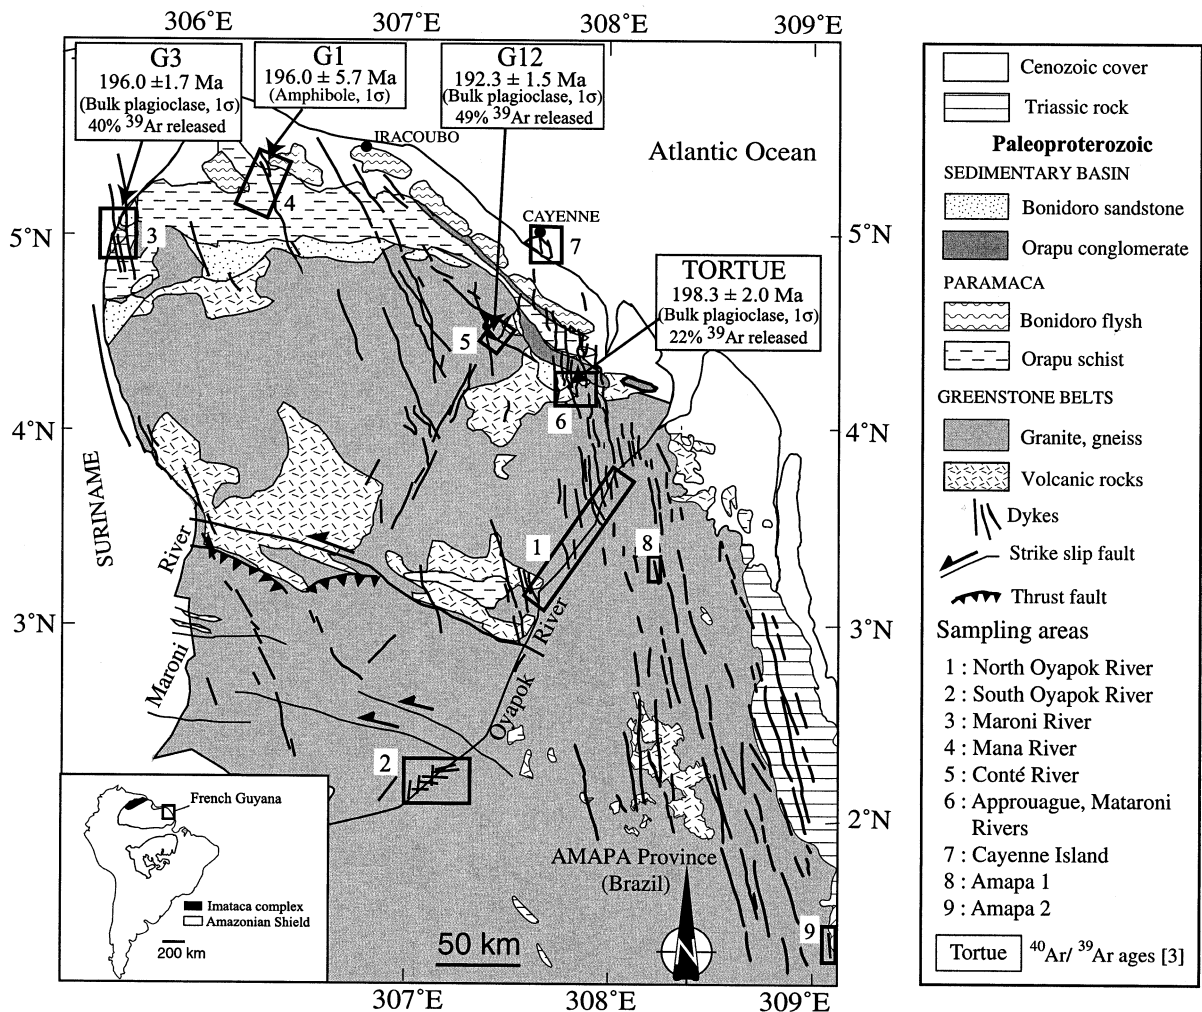 306°E 307°E 308°E 309°E
G3
196.0 ±1.7 Ma
(Bulk plagioclase, 1σ)
40% ³⁹Ar released
G1
196.0 ±5.7 Ma
(Amphibole, 1σ)
G12
192.3 ± 1.5 Ma
(Bulk plagioclase, 1σ)
49% ³⁹Ar released
IRACOUBO
Atlantic Ocean
4
CAYENNE
5°N 3 7 5°N
TORTUE
198.3 ± 2.0 Ma
(Bulk plagioclase, 1σ)
22% ³⁹Ar released
5
6
4°N 4°N
SURINAME
River
1
8
3°N 3°N
River
Maroni
Oyapok
2
2°N
AMAPA Province
(Brazil)
9
N
50 km
French Guyana
Imataca complex
Amazonian Shield
200 km
307°E 308°E 309°E
Cenozoic cover
Triassic rock
Paleoproterozoic
SEDIMENTARY BASIN
Bonidoro sandstone
Orapu conglomerate
PARAMACA
Bonidoro flysh
Orapu schist
GREENSTONE BELTS
Granite, gneiss
Volcanic rocks
Dykes
Strike slip fault
Thrust fault
Sampling areas
1 : North Oyapok River
2 : South Oyapok River
3 : Maroni River
4 : Mana River
5 : Conté River
6 : Approuague, Mataroni
Rivers
7 : Cayenne Island
8 : Amapa 1
9 : Amapa 2
Tortue ⁴⁰Ar/ ³⁹Ar ages [3]